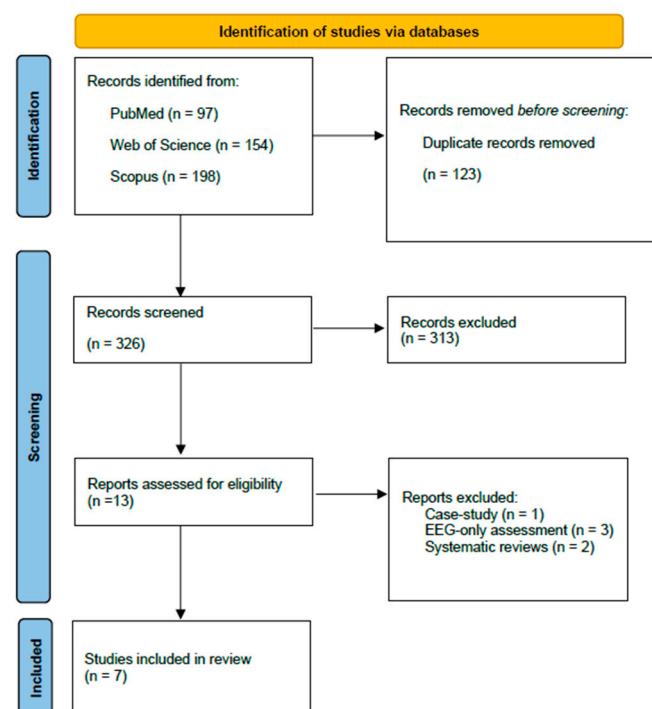 Identification of studies via databases
Identification
Records identified from:
PubMed (n = 97)
Web of Science (n = 154)
Scopus (n = 198)
Records removed before screening:
Duplicate records removed
(n = 123)
Screening
Records screened
(n = 326)
Records excluded
(n = 313)
Reports assessed for eligibility
(n =13)
Reports excluded:
Case-study (n = 1)
EEG-only assessment (n = 3)
Systematic reviews (n = 2)
Included
Studies included in review
(n = 7)